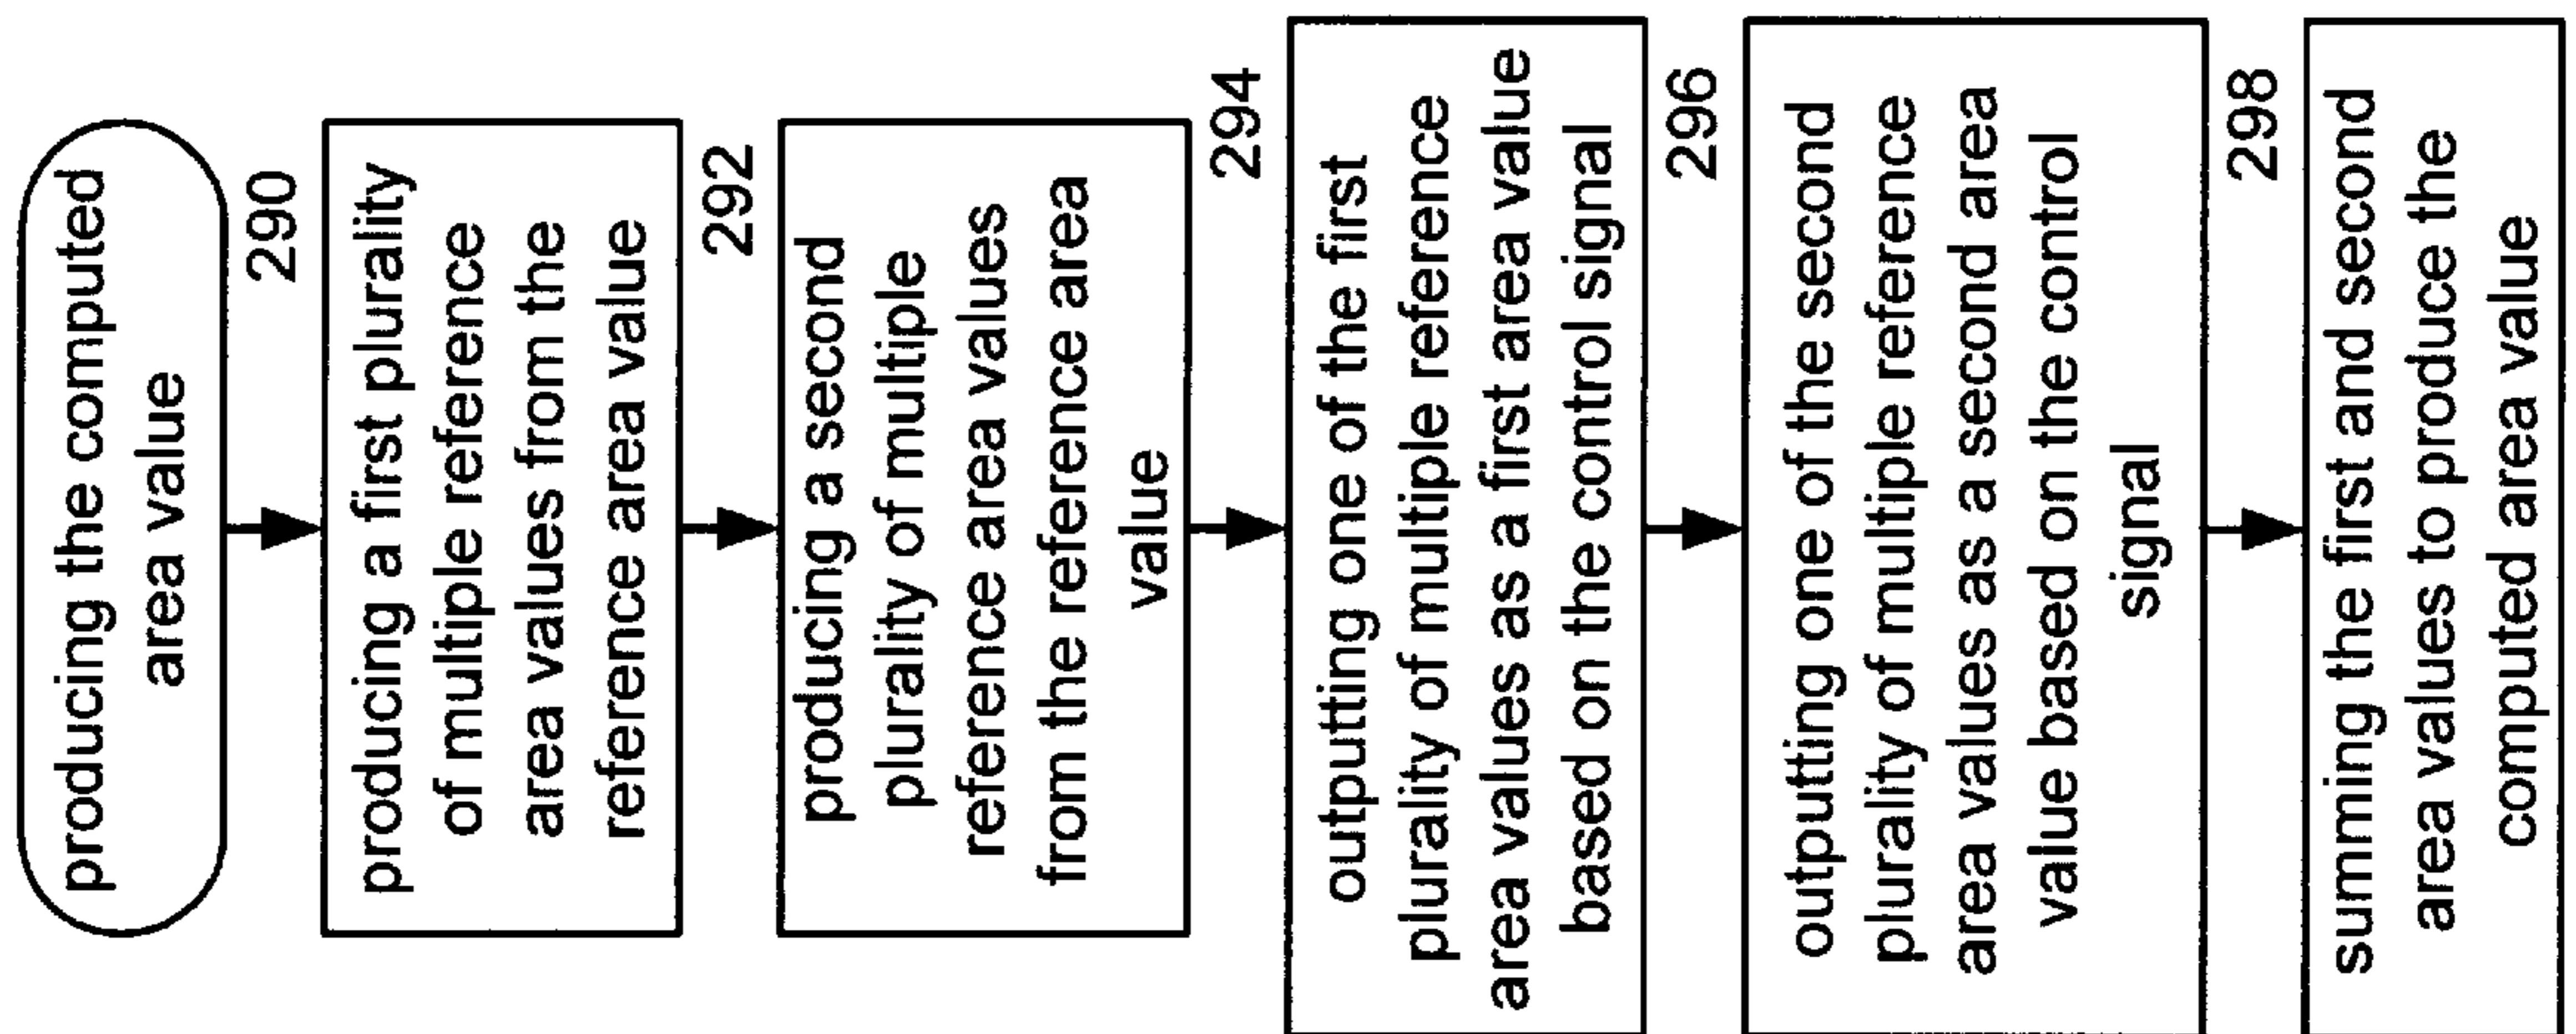 producing the computed
area value
290
producing a first plurality
of multiple reference
area values from the
reference area value
292
producing a second
plurality of multiple
reference area values
from the reference area
value
294
outputting one of the first
plurality of multiple reference
area values as a first area value
based on the control signal
296
outputting one of the second
plurality of multiple reference
area values as a second area
value based on the control
signal
298
summing the first and second
area values to produce the
computed area value